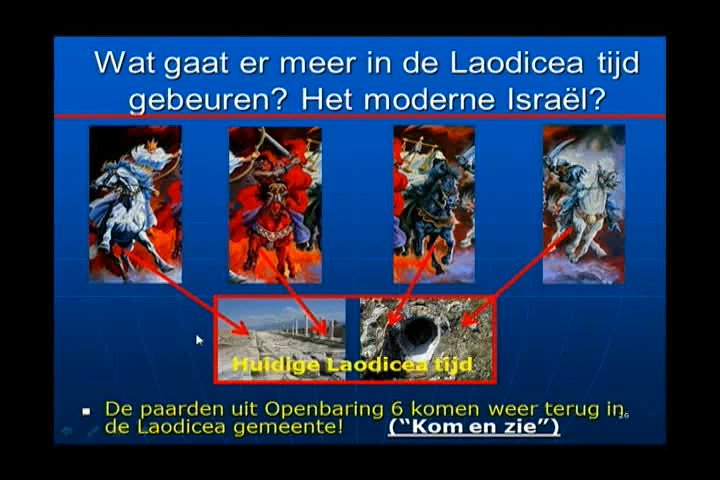 Wat gaat er meer in de Laodicea tijd
gebeuren? Het moderne Israël?
Huidige Laodicea tijd
De paarden uit Openbaring 6 komen weer terug in
26
de Laodicea gemeente! ("Kom en zie")